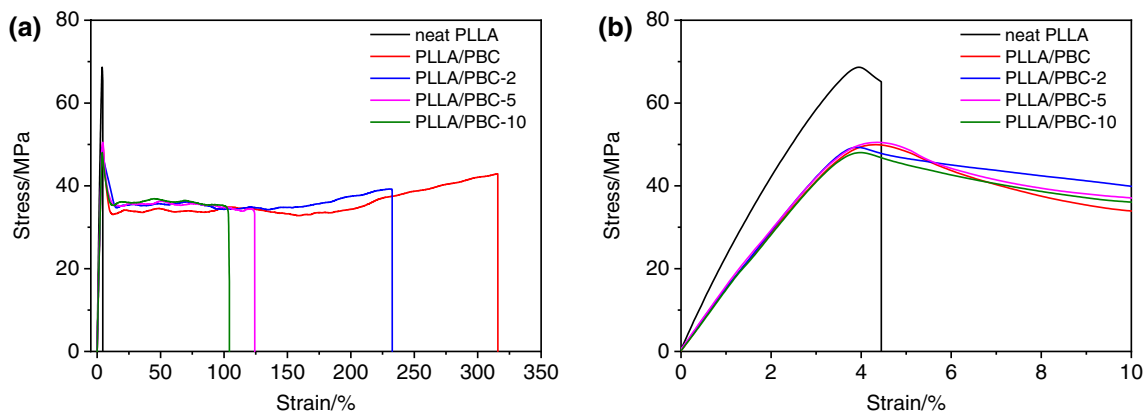 (a)
80
60
40
20
0
Stress/MPa
neat PLLA
PLLA/PBC
PLLA/PBC-2
PLLA/PBC-5
PLLA/PBC-10
0 50 100 150 200 250 300 350
Strain/%
(b)
80
60
40
20
0
Stress/MPa
neat PLLA
PLLA/PBC
PLLA/PBC-2
PLLA/PBC-5
PLLA/PBC-10
0 2 4 6 8 10
Strain/%